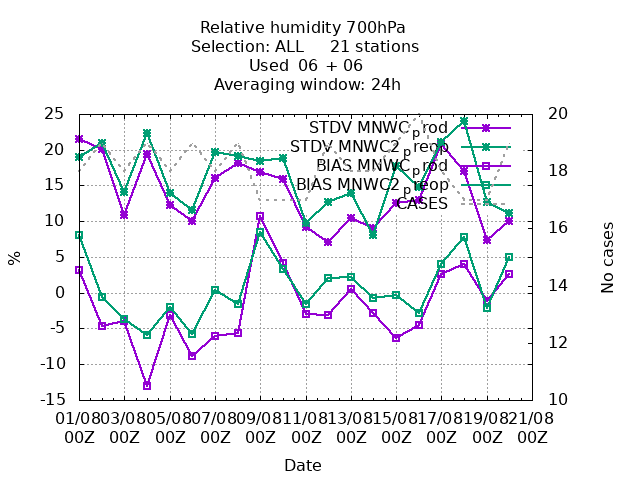 Relative humidity 700hPa
Selection: ALL 21 stations
Used 06 + 06
Averaging window: 24h
25 20
STDV MNWC_prod
20 STDV MNWC2_preop
BIAS MNWC_prod 18
15 BIAS MNWC2_preop
CASES
10 16
%
5
No cases
0 14
-5
12
-10
-15 10
01/08 03/08 05/08 07/08 09/08 11/08 13/08 15/08 17/08 19/08 21/08
00Z 00Z 00Z 00Z 00Z 00Z 00Z 00Z 00Z 00Z 00Z
Date